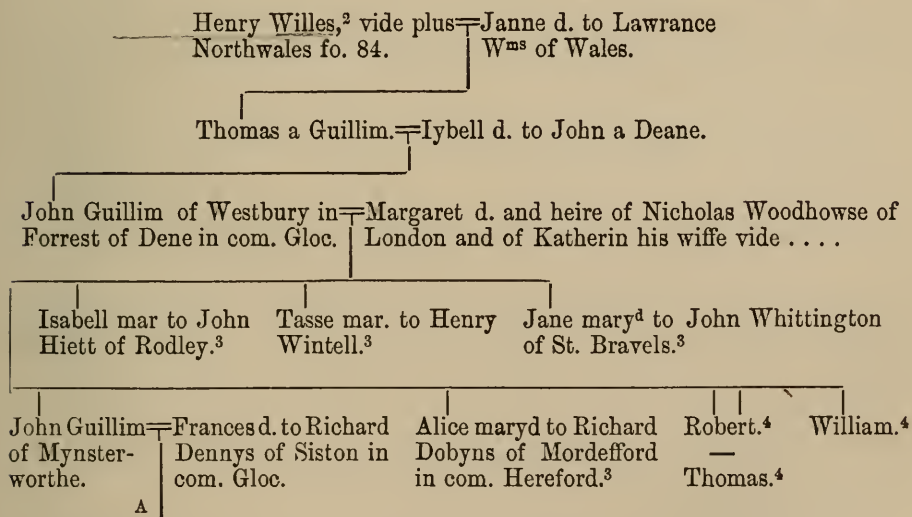 Henry Willes,² vide plus Northwales fo. 84.
Janne d. to Lawrance Wᵐˢ of Wales.
Thomas a Guillim.
Iybell d. to John a Deane.
John Guillim of Westbury in
Forrest of Dene in com. Gloc.
Margaret d. and heire of Nicholas Woodhowse of
London and of Katherin his wiffe vide . . . .
Isabell mar to John
Hiett of Rodley.³
Tasse mar. to Henry
Wintell.³
Jane maryᵈ to John Whittington
of St. Bravels.³
John Guillim
of Mynster-
worthe.
Frances d. to Richard
Dennys of Siston in
com. Gloc.
Alice maryd to Richard
Dobyns of Mordefford
in com. Hereford.³
Robert.⁴
—
Thomas.⁴
William.⁴
A